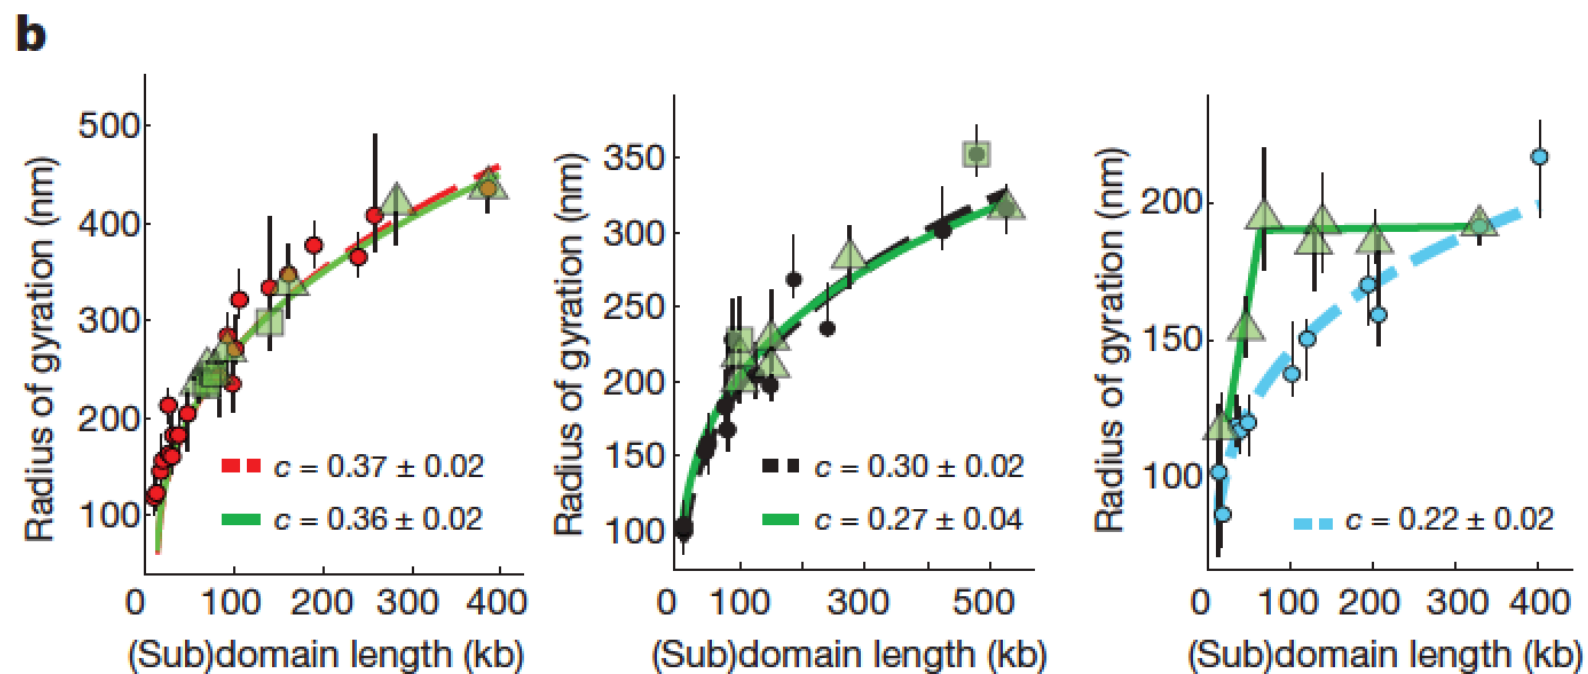 b
Radius of gyration (nm)
500
400
300
200
100
c = 0.37 ± 0.02
c = 0.36 ± 0.02
0 100 200 300 400
(Sub)domain length (kb)
Radius of gyration (nm)
350
300
250
200
150
100
c = 0.30 ± 0.02
c = 0.27 ± 0.04
0 100 300 500
(Sub)domain length (kb)
Radius of gyration (nm)
200
150
100
c = 0.22 ± 0.02
0 100 200 300 400
(Sub)domain length (kb)